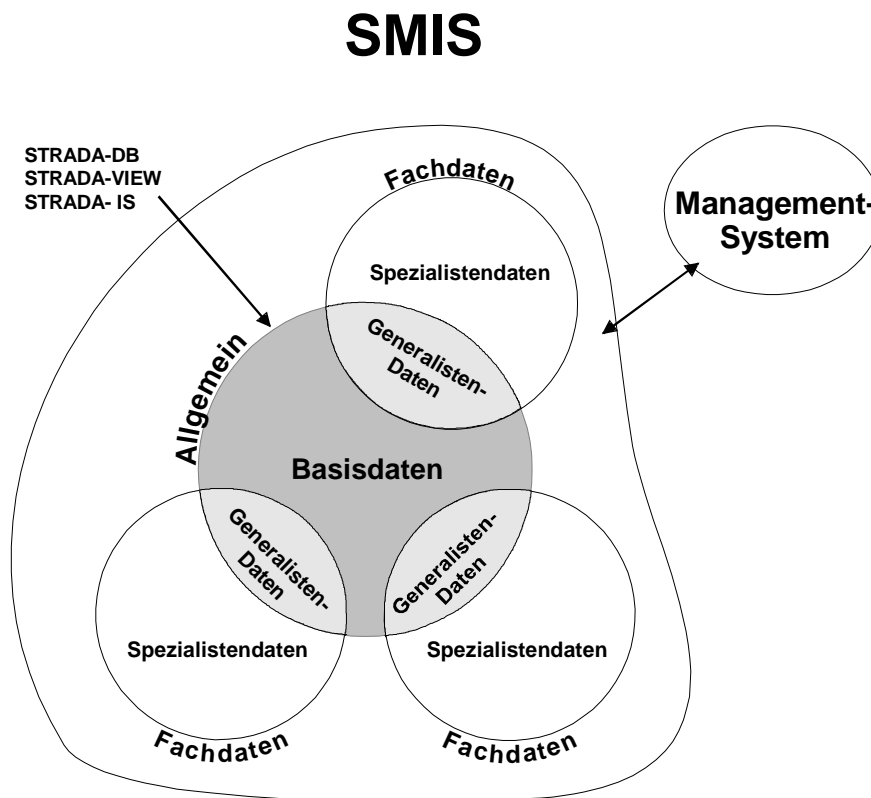 SMIS
STRADA-DB
STRADA-VIEW
STRADA- IS
Fachdaten
Management-
System
Spezialistendaten
Generalisten-
Daten
Allgemein
Basisdaten
Generalisten-
Daten
Generalisten-
Daten
Spezialistendaten
Spezialistendaten
Fachdaten
Fachdaten